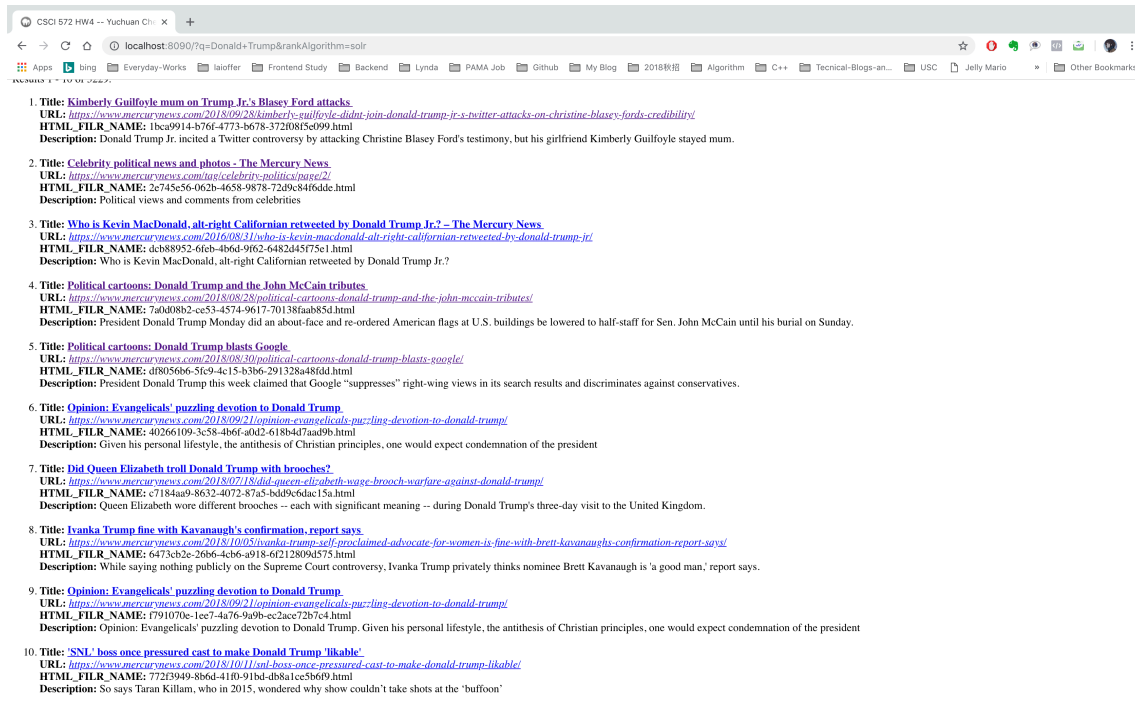 CSCI 572 HW4 -- Yuchuan Ch
localhost:8090/?q=Donald+Trump&rankAlgorithm=solr
Apps bing Everyday-Works laioffer Frontend Study Backend Lynda PAMA Job Github My Blog 2018秋招 Algorithm C++ Tecnical-Blogs-an... USC Jelly Mario » Other Bookmarks
1. Title: Kimberly Guilfoyle mum on Trump Jr.'s Blasey Ford attacks
URL: https://www.mercurynews.com/2018/09/28/kimberly-guilfoyle-didnt-join-donald-trump-jr-s-twitter-attacks-on-christine-blasey-fords-credibility/
HTML_FILR_NAME: 1bca9914-b76f-4773-b678-372f08f5e099.html
Description: Donald Trump Jr. incited a Twitter controversy by attacking Christine Blasey Ford's testimony, but his girlfriend Kimberly Guilfoyle stayed mum.
2. Title: Celebrity political news and photos - The Mercury News
URL: https://www.mercurynews.com/tag/celebrity-politics/page/2/
HTML_FILR_NAME: 2e745e56-062b-4658-9878-72d9c84f6dde.html
Description: Political views and comments from celebrities
3. Title: Who is Kevin MacDonald, alt-right Californian retweeted by Donald Trump Jr.? – The Mercury News
URL: https://www.mercurynews.com/2016/08/31/who-is-kevin-macdonald-alt-right-californian-retweeted-by-donald-trump-jr/
HTML_FILR_NAME: dcb88952-6feb-4b6d-9f62-6482d45f75e1.html
Description: Who is Kevin MacDonald, alt-right Californian retweeted by Donald Trump Jr.?
4. Title: Political cartoons: Donald Trump and the John McCain tributes
URL: https://www.mercurynews.com/2018/08/28/political-cartoons-donald-trump-and-the-john-mccain-tributes/
HTML_FILR_NAME: 7a0d08b2-ce53-4574-9617-70138faab85d.html
Description: President Donald Trump Monday did an about-face and re-ordered American flags at U.S. buildings be lowered to half-staff for Sen. John McCain until his burial on Sunday.
5. Title: Political cartoons: Donald Trump blasts Google
URL: https://www.mercurynews.com/2018/08/30/political-cartoons-donald-trump-blasts-google/
HTML_FILR_NAME: df8056b6-5fc9-4c15-b3b6-291328a48fdd.html
Description: President Donald Trump this week claimed that Google “suppresses” right-wing views in its search results and discriminates against conservatives.
6. Title: Opinion: Evangelicals' puzzling devotion to Donald Trump
URL: https://www.mercurynews.com/2018/09/21/opinion-evangelicals-puzzling-devotion-to-donald-trump/
HTML_FILR_NAME: 40266109-3c58-4b6f-a0d2-618b4d7aad9b.html
Description: Given his personal lifestyle, the antithesis of Christian principles, one would expect condemnation of the president
7. Title: Did Queen Elizabeth troll Donald Trump with brooches?
URL: https://www.mercurynews.com/2018/07/18/did-queen-elizabeth-wage-brooch-warfare-against-donald-trump/
HTML_FILR_NAME: c7184aa9-8632-4072-87a5-bdd9c6dac15a.html
Description: Queen Elizabeth wore different brooches -- each with significant meaning -- during Donald Trump's three-day visit to the United Kingdom.
8. Title: Ivanka Trump fine with Kavanaugh's confirmation, report says
URL: https://www.mercurynews.com/2018/10/05/ivanka-trump-self-proclaimed-advocate-for-women-is-fine-with-brett-kavanaughs-confirmation-report-says/
HTML_FILR_NAME: 6473cb2e-26b6-4cb6-a918-6f212809d575.html
Description: While saying nothing publicly on the Supreme Court controversy, Ivanka Trump privately thinks nominee Brett Kavanaugh is 'a good man,' report says.
9. Title: Opinion: Evangelicals' puzzling devotion to Donald Trump
URL: https://www.mercurynews.com/2018/09/21/opinion-evangelicals-puzzling-devotion-to-donald-trump/
HTML_FILR_NAME: f791070e-1ee7-4a76-9a9b-ec2ace72b7c4.html
Description: Opinion: Evangelicals' puzzling devotion to Donald Trump. Given his personal lifestyle, the antithesis of Christian principles, one would expect condemnation of the president
10. Title: 'SNL' boss once pressured cast to make Donald Trump 'likable'
URL: https://www.mercurynews.com/2018/10/11/snl-boss-once-pressured-cast-to-make-donald-trump-likable/
HTML_FILR_NAME: 772f3949-8b6d-41f0-91bd-db8a1ce5b6f9.html
Description: So says Taran Killam, who in 2015, wondered why show couldn’t take shots at the ‘buffoon’